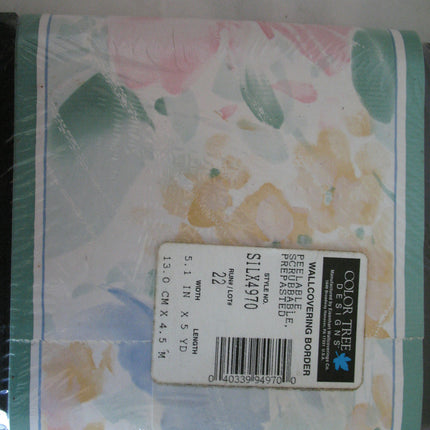 COLOR TREE
DESIGNS
WALLCOVERING BORDER
PEELABLE,
SCRUBBABLE,
PREPASTED
STYLE NO.
SILX4970
RUN#/LOT#
22
WIDTH LENGTH
5.1 IN X 5 YD
13.0 CM X 4.5 M
0 40339 94970 0